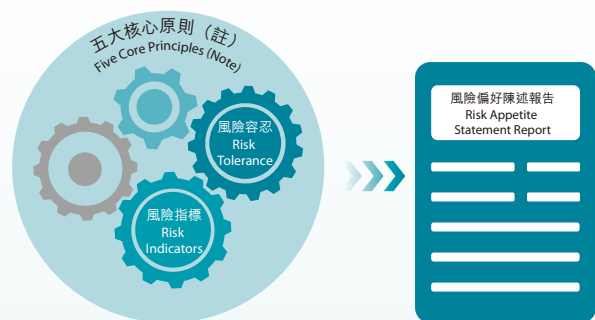 五大核心原則（註）
Five Core Principles (Note)
風險容忍
Risk
Tolerance
風險指標
Risk
Indicators
風險偏好陳述報告
Risk Appetite
Statement Report